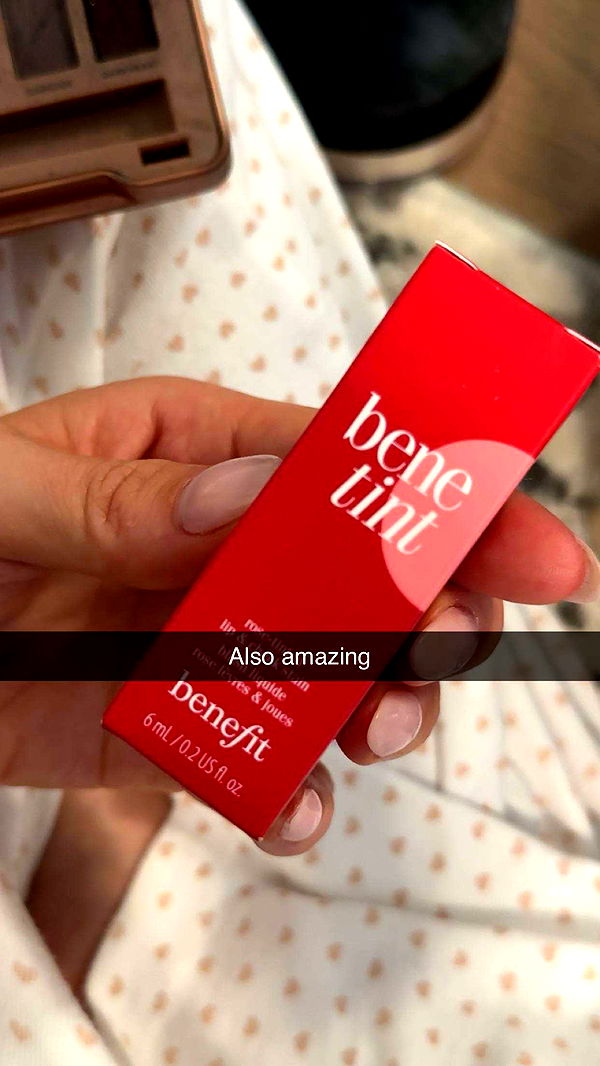 bene
tint
Also amazing
rose lèvres & joues
benefit
6 mL / 0.2 US fl. oz.